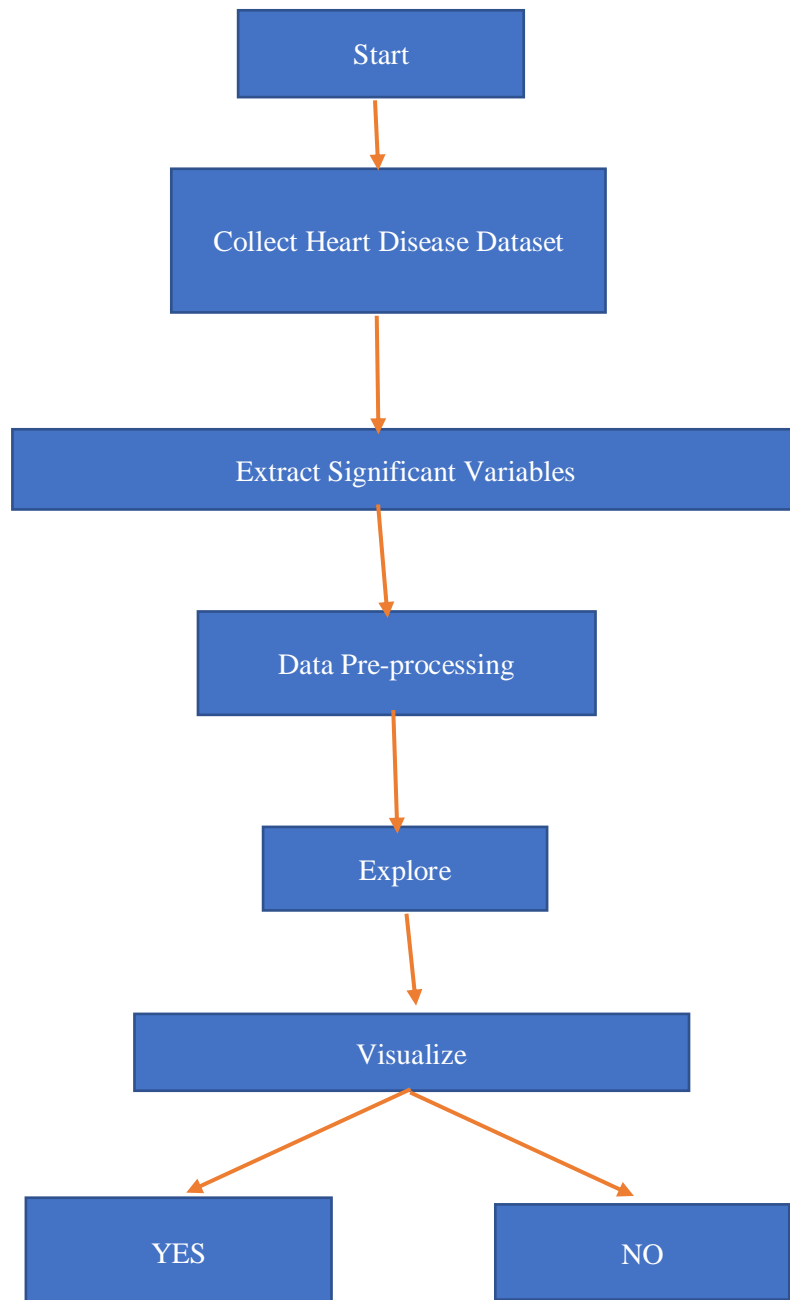 Start
Collect Heart Disease Dataset
Extract Significant Variables
Data Pre-processing
Explore
Visualize
YES
NO